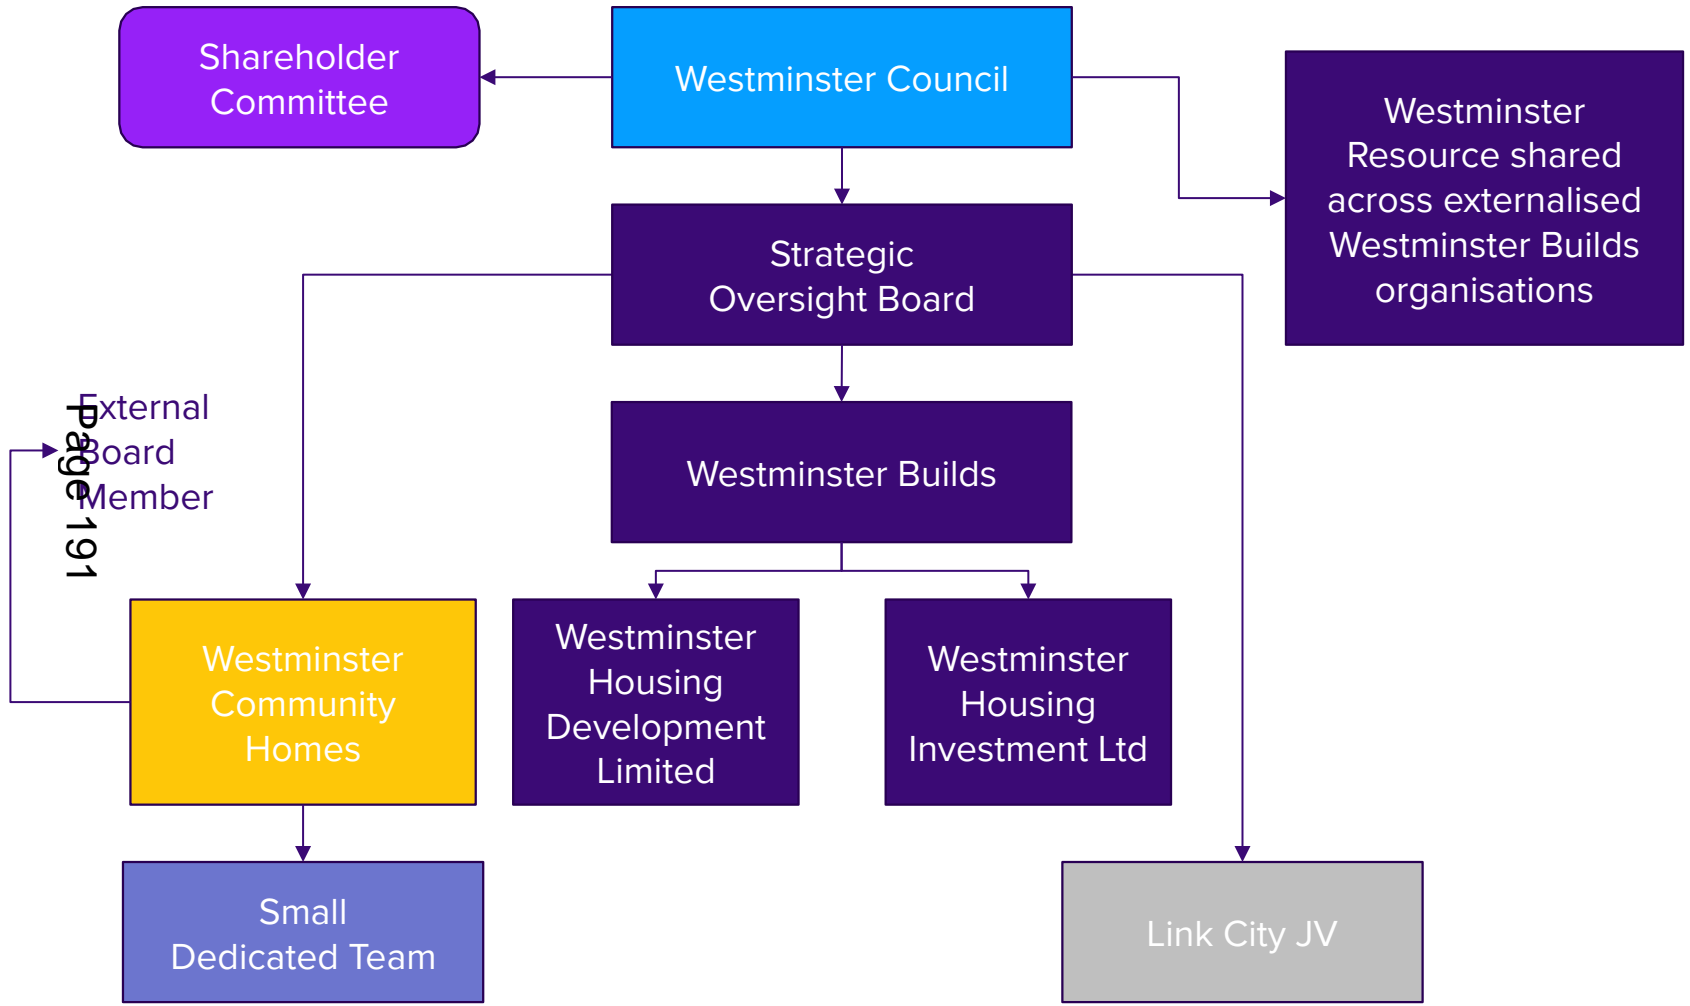 Shareholder
Committee
Westminster Council
Westminster
Resource shared
across externalised
Westminster Builds
organisations
Strategic
Oversight Board
External
Board
Member
Page 191
Westminster Builds
Westminster
Community
Homes
Westminster
Housing
Development
Limited
Westminster
Housing
Investment Ltd
Small
Dedicated Team
Link City JV